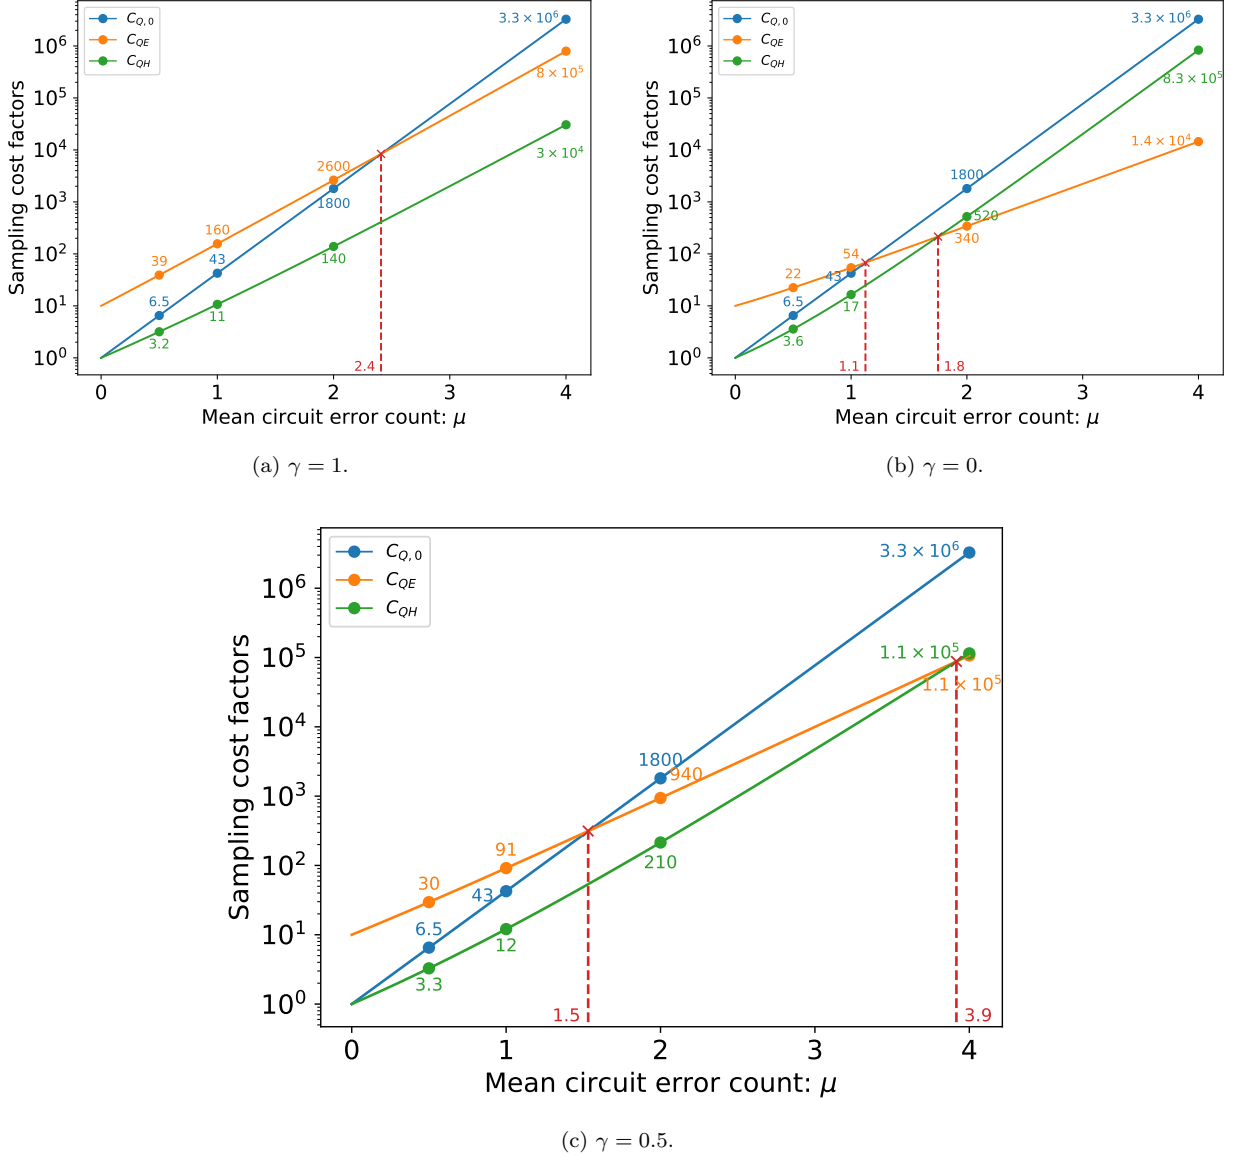 C_{Q,0}
C_{QE}
C_{QH}
Sampling cost factors
10^6
10^5
10^4
10^3
10^2
10^1
10^0
3.3 × 10^6
8 × 10^5
3 × 10^4
2600
1800
140
160
43
11
39
6.5
3.2
2.4
0 1 2 3 4
Mean circuit error count: μ
(a) γ = 1.
C_{Q,0}
C_{QE}
C_{QH}
Sampling cost factors
10^6
10^5
10^4
10^3
10^2
10^1
10^0
3.3 × 10^6
8.3 × 10^5
1.4 × 10^4
1800
520
340
54
43
17
22
6.5
3.6
1.1
1.8
0 1 2 3 4
Mean circuit error count: μ
(b) γ = 0.
C_{Q,0}
C_{QE}
C_{QH}
Sampling cost factors
10^6
10^5
10^4
10^3
10^2
10^1
10^0
3.3 × 10^6
1.1 × 10^5
1.1 × 10^5
1800
940
210
91
43
12
30
6.5
3.3
1.5
3.9
0 1 2 3 4
Mean circuit error count: μ
(c) γ = 0.5.